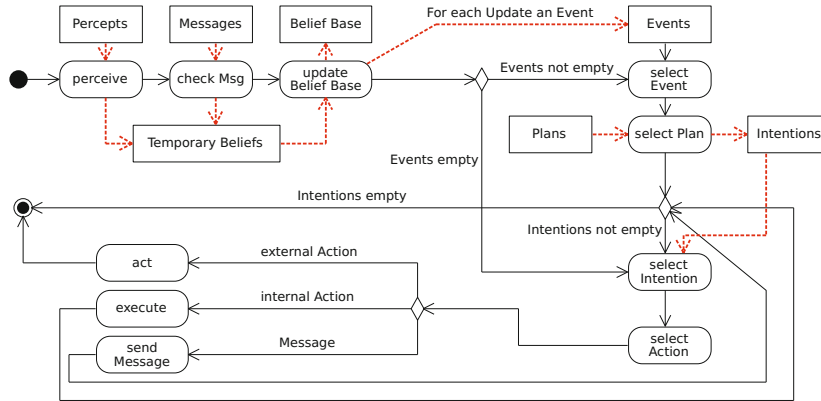 For each Update an Event
Percepts
Messages
Belief Base
Events
perceive
check Msg
update
Belief Base
Events not empty
select
Event
Temporary Beliefs
Plans
select Plan
Intentions
Events empty
Intentions empty
Intentions not empty
external Action
act
select
Intention
internal Action
execute
Message
send
Message
select
Action